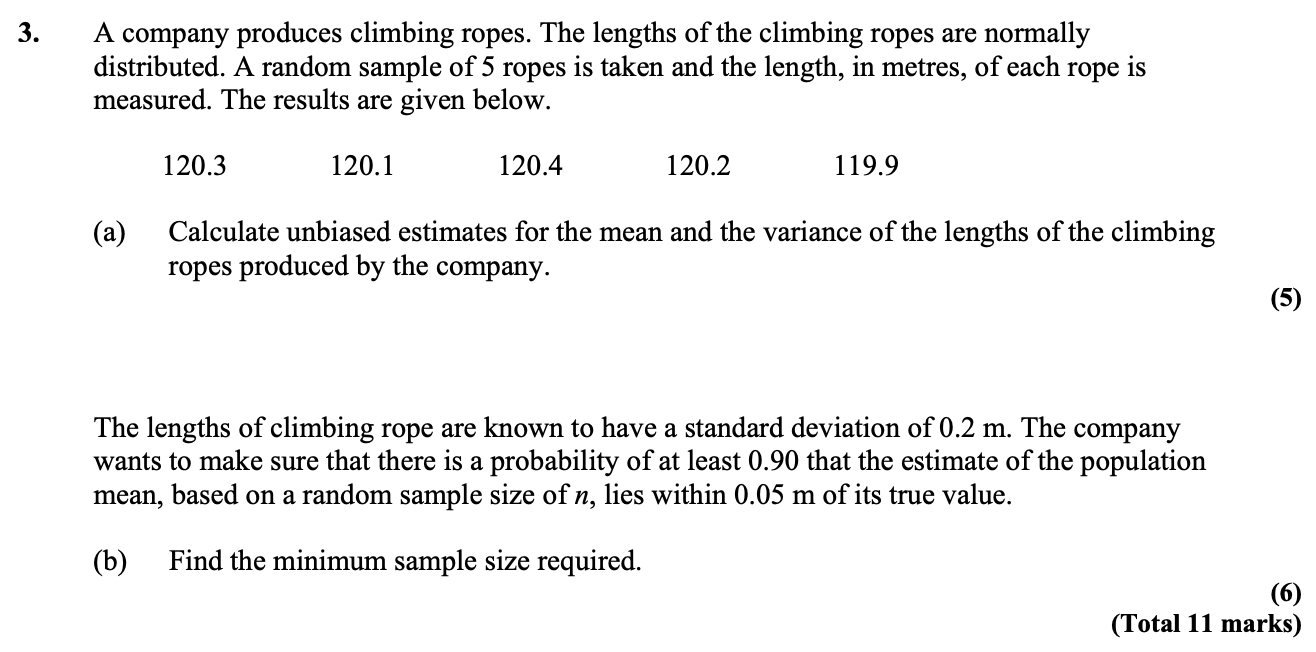 3. A company produces climbing ropes. The lengths of the climbing ropes are normally
distributed. A random sample of 5 ropes is taken and the length, in metres, of each rope is
measured. The results are given below.
120.3 120.1 120.4 120.2 119.9
(a) Calculate unbiased estimates for the mean and the variance of the lengths of the climbing
ropes produced by the company.
(5)
The lengths of climbing rope are known to have a standard deviation of 0.2 m. The company
wants to make sure that there is a probability of at least 0.90 that the estimate of the population
mean, based on a random sample size of n, lies within 0.05 m of its true value.
(b) Find the minimum sample size required.
(6)
(Total 11 marks)